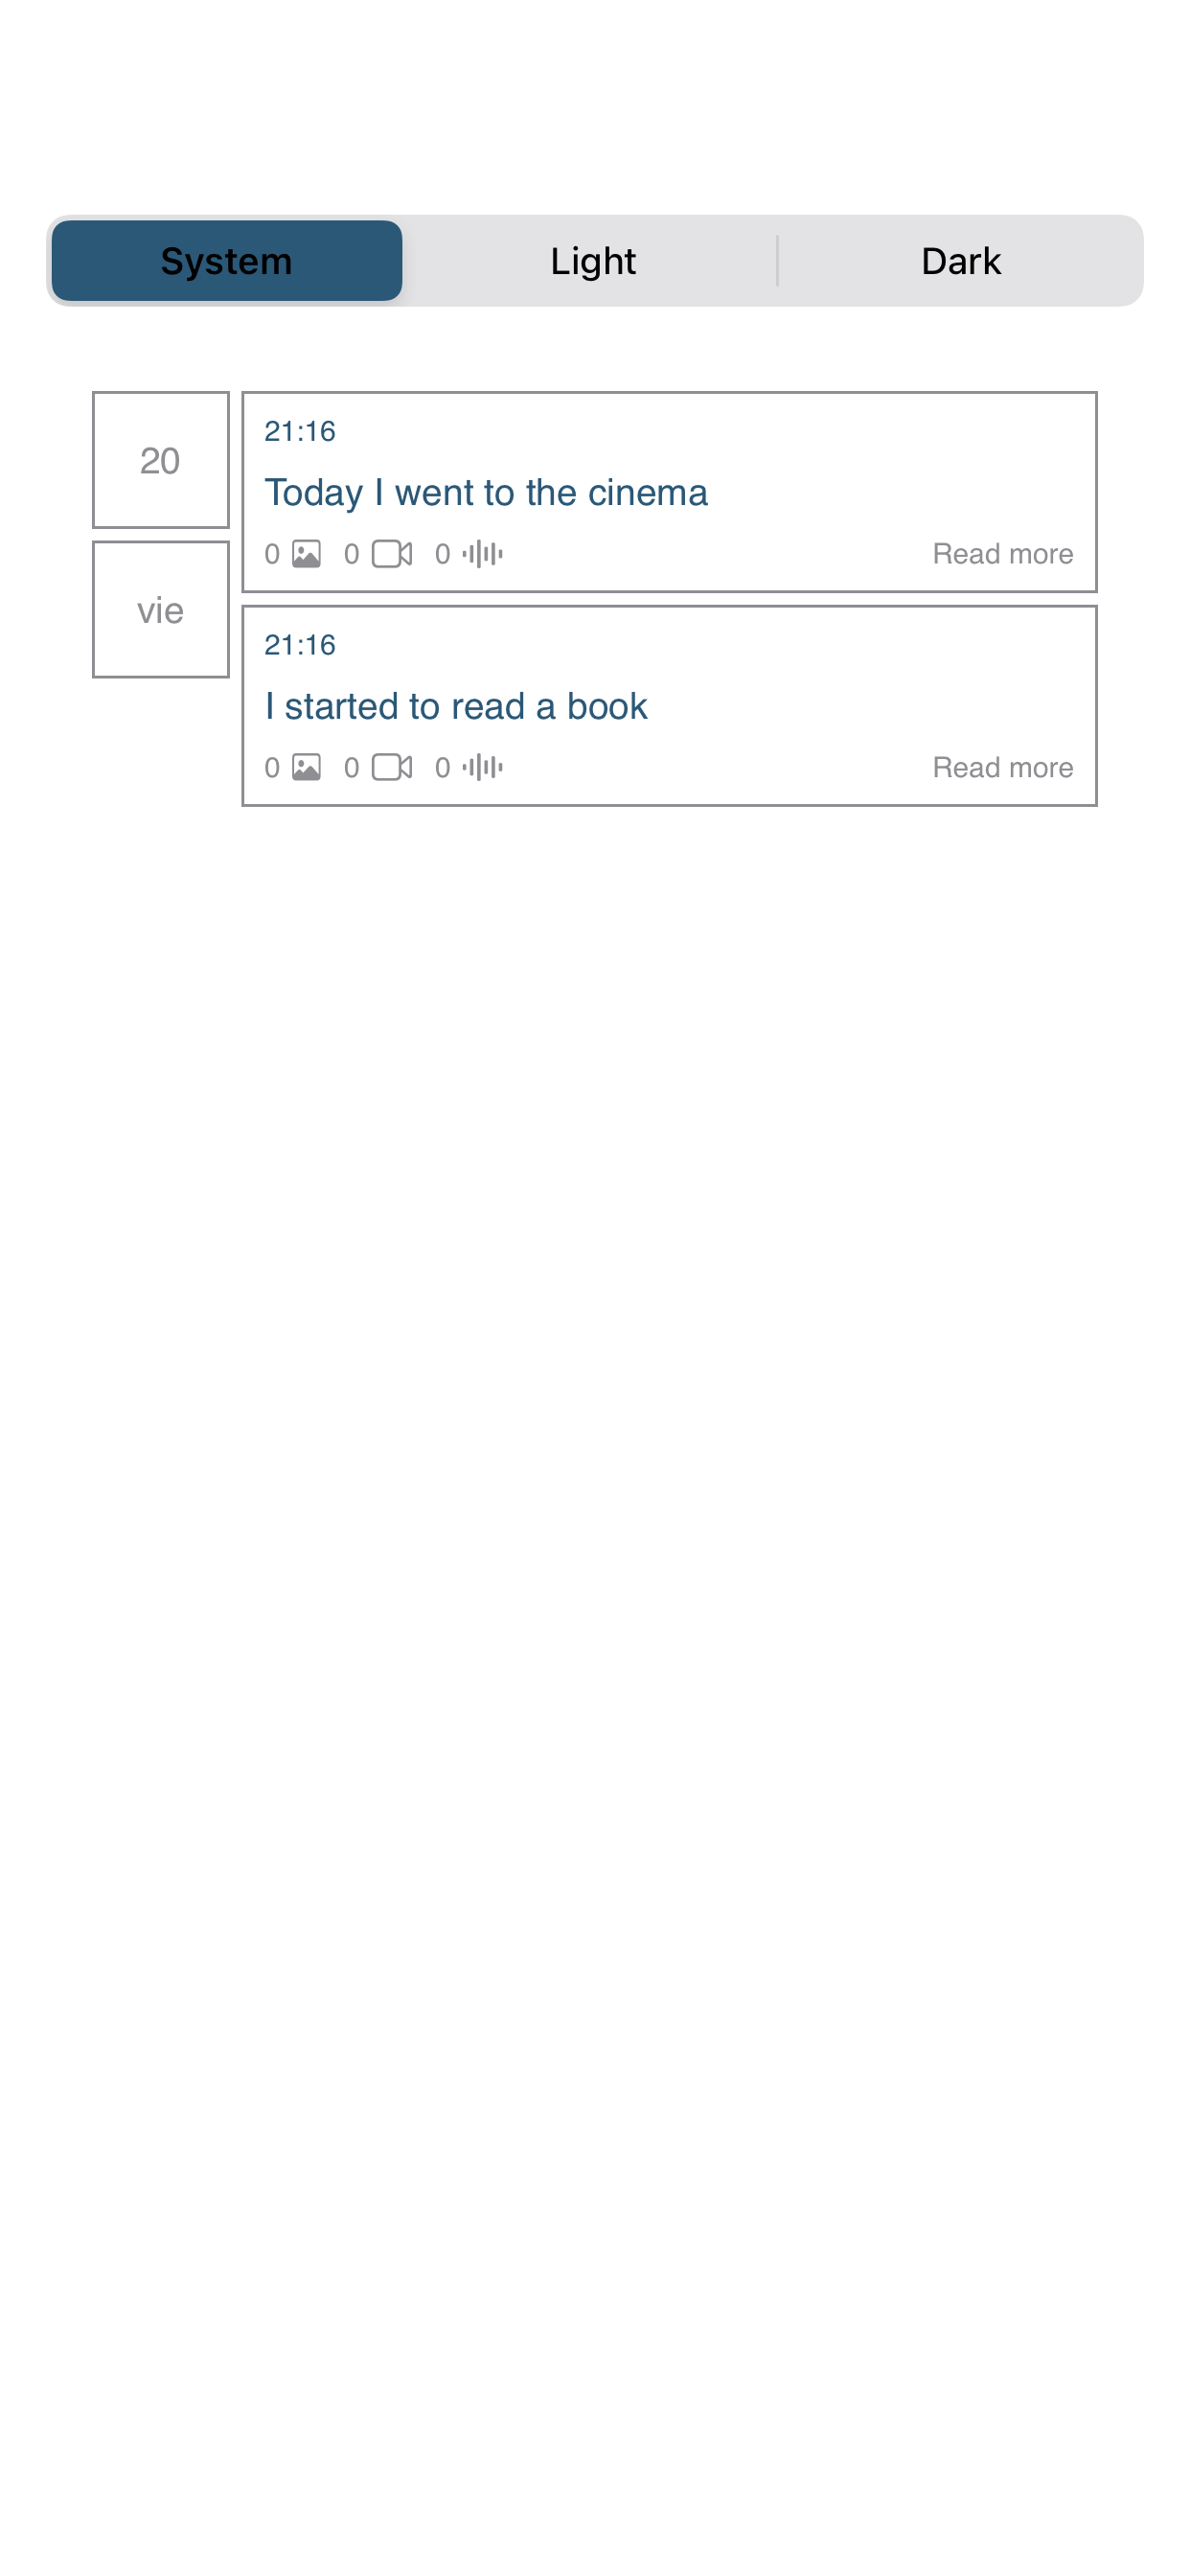 System Light Dark
20
vie
21:16
Today I went to the cinema
0 0 0 Read more
21:16
I started to read a book
0 0 0 Read more